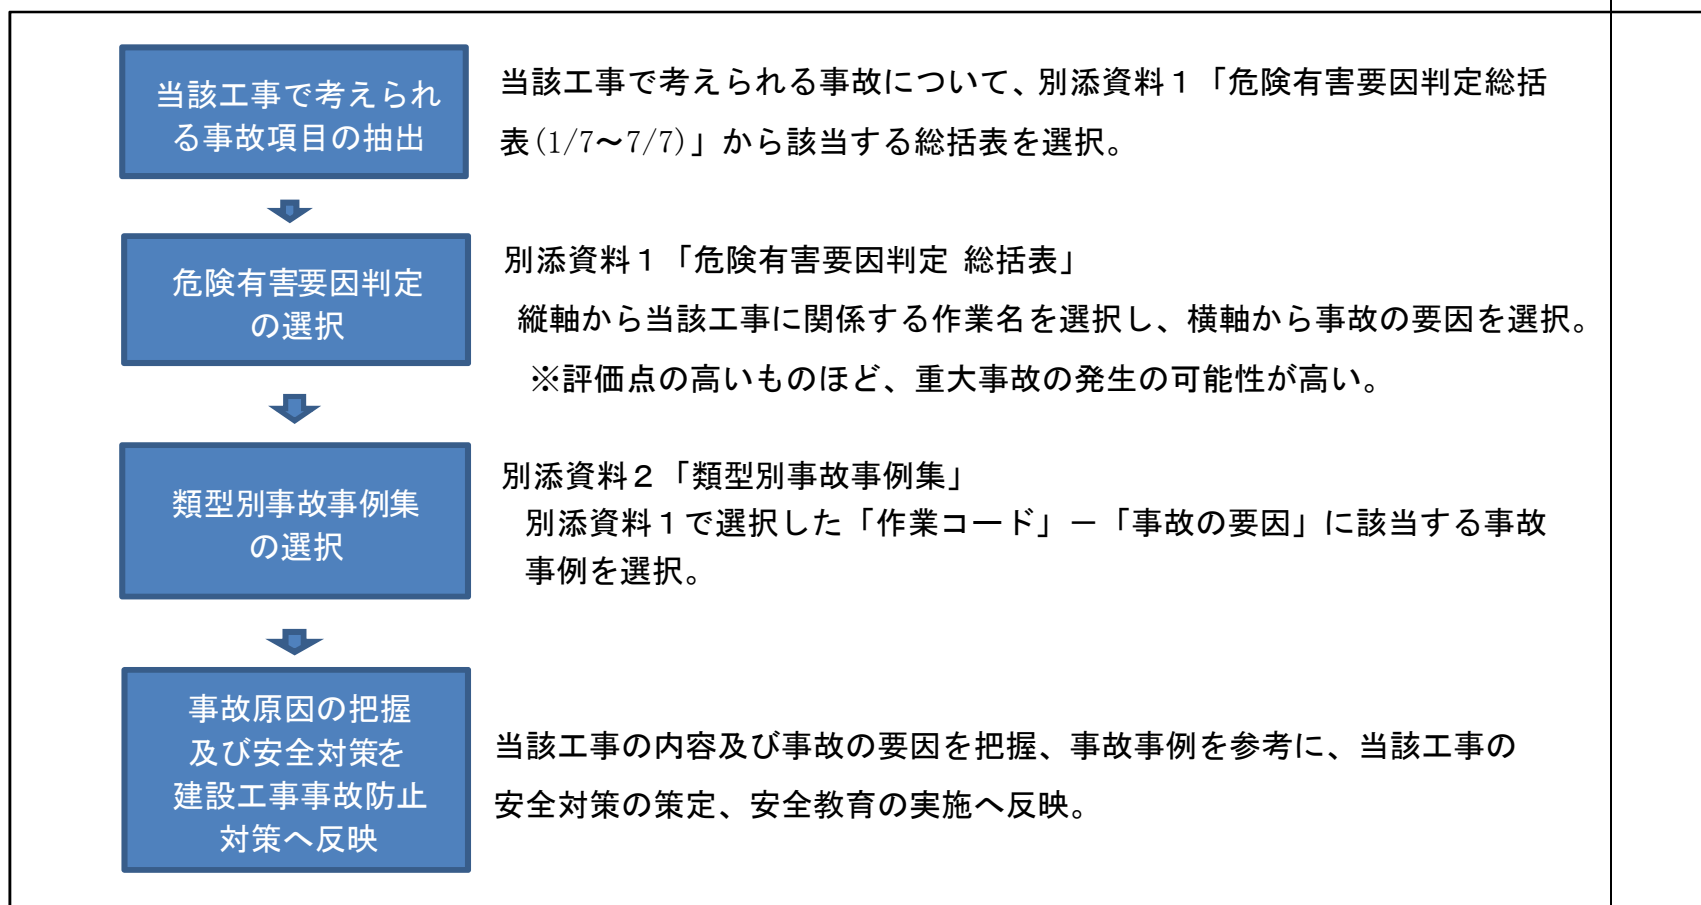 当該工事で考えられ
る事故項目の抽出
当該工事で考えられる事故について、別添資料１「危険有害要因判定総括
表(1/7～7/7)」から該当する総括表を選択。
危険有害要因判定
の選択
別添資料１「危険有害要因判定 総括表」
縦軸から当該工事に関係する作業名を選択し、横軸から事故の要因を選択。
※評価点の高いものほど、重大事故の発生の可能性が高い。
類型別事故事例集
の選択
別添資料２「類型別事故事例集」
別添資料１で選択した「作業コード」－「事故の要因」に該当する事故
事例を選択。
事故原因の把握
及び安全対策を
建設工事事故防止
対策へ反映
当該工事の内容及び事故の要因を把握、事故事例を参考に、当該工事の
安全対策の策定、安全教育の実施へ反映。